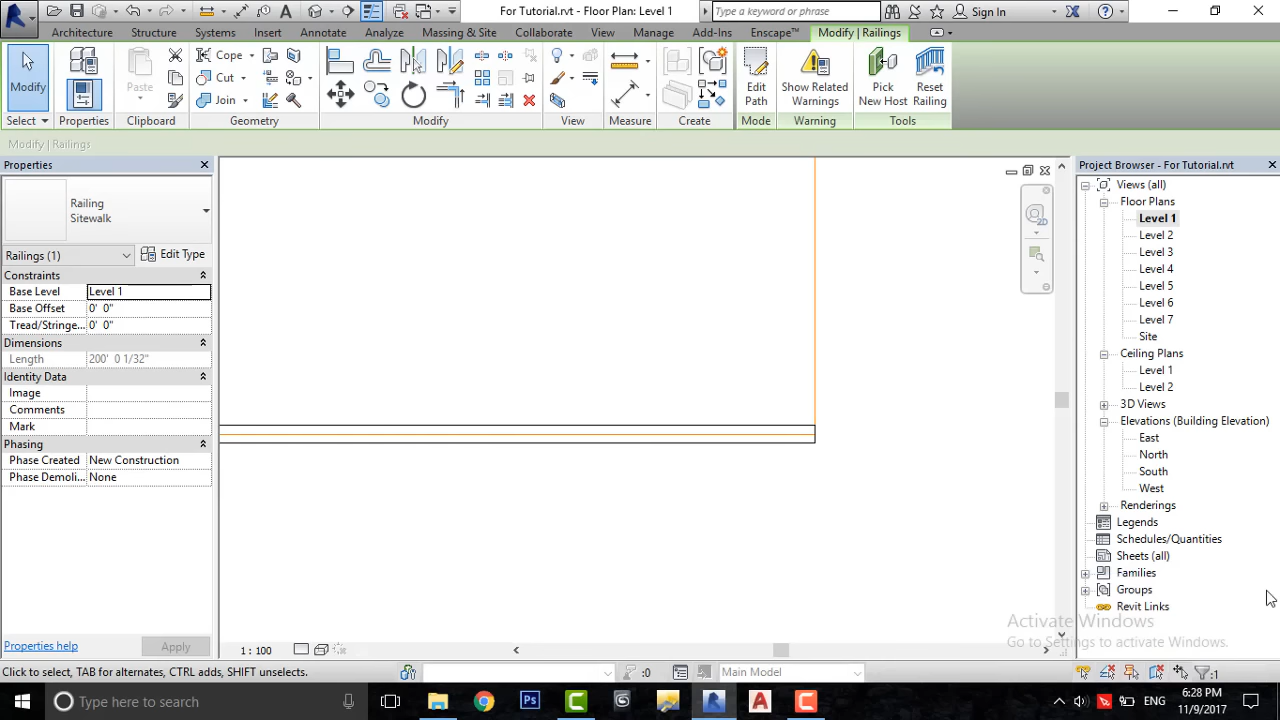 For Tutorial.rvt - Floor Plan: Level 1
Type a keyword or phrase
Sign In
Architecture Structure Systems Insert Annotate Analyze Massing & Site Collaborate View Manage Add-Ins Enscape™ Modify | Railings
Modify
Paste
Cope
Cut
Join
Edit Path
Show Related Warnings
Pick New Host
Reset Railing
Select Properties Clipboard Geometry Modify View Measure Create Mode Warning Tools
Modify | Railings
Properties
Railing
Sitewalk
Railings (1)
Edit Type
Constraints
Base Level Level 1
Base Offset 0' 0"
Tread/Stringe... 0' 0"
Dimensions
Length 200' 0 1/32"
Identity Data
Image
Comments
Mark
Phasing
Phase Created New Construction
Phase Demoli... None
Properties help
Apply
2D
1 : 100
Project Browser - For Tutorial.rvt
Views (all)
Floor Plans
Level 1
Level 2
Level 3
Level 4
Level 5
Level 6
Level 7
Site
Ceiling Plans
Level 1
Level 2
3D Views
Elevations (Building Elevation)
East
North
South
West
Renderings
Legends
Schedules/Quantities
Sheets (all)
Families
Groups
Revit Links
Activate Windows
Go to Settings to activate Windows.
Click to select, TAB for alternates, CTRL adds, SHIFT unselects.
:0
Main Model
:1
Type here to search
Ps
ENG
6:28 PM
11/9/2017